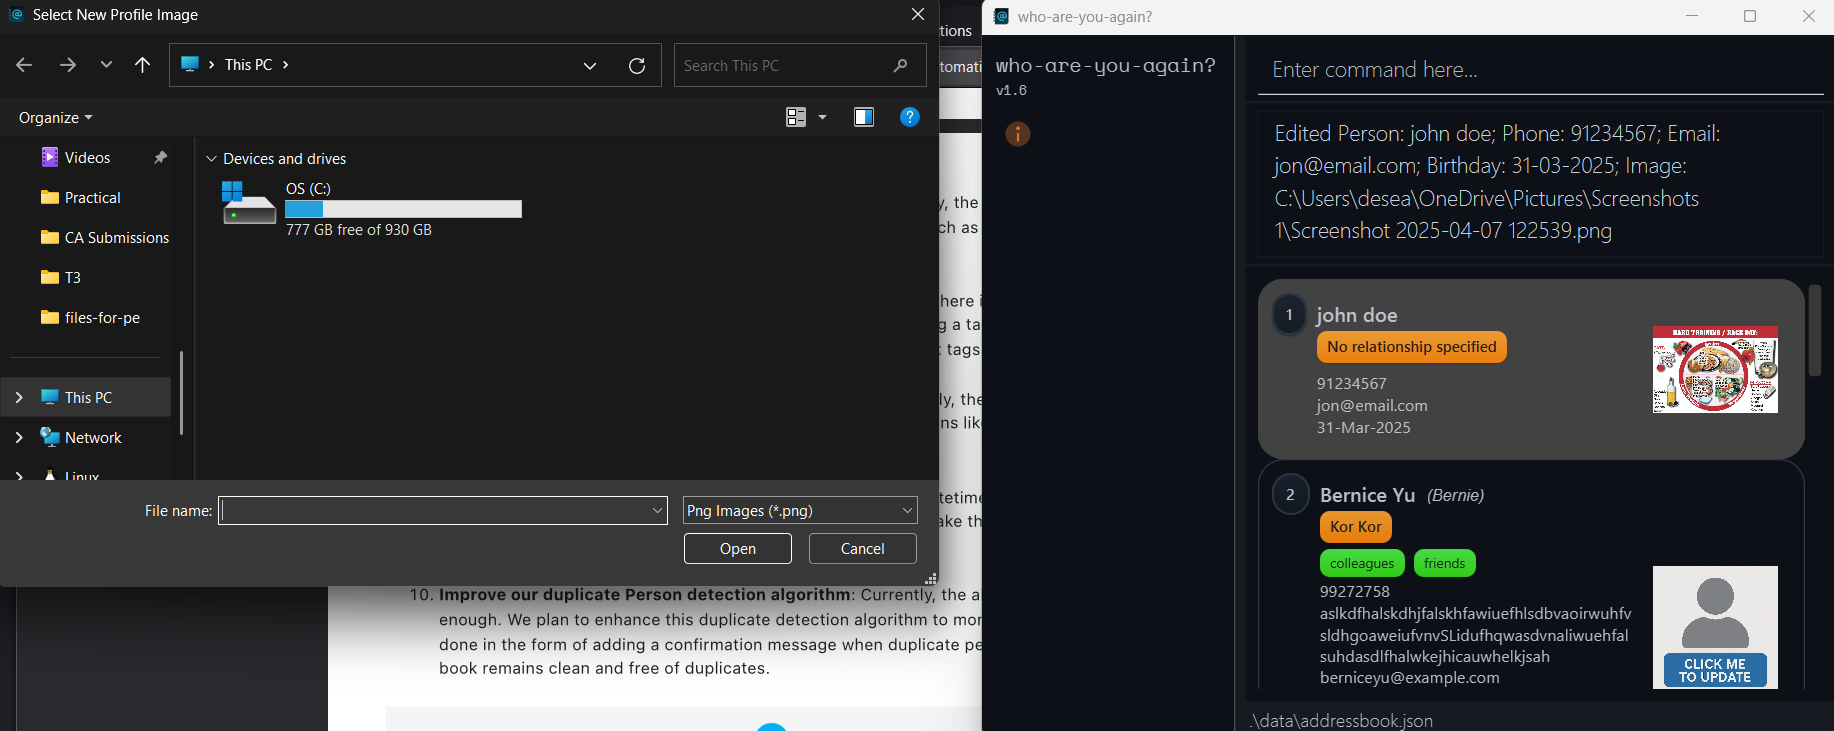 Select New Profile Image
This PC
Search This PC
Organize
Videos
Practical
CA Submissions
T3
files-for-pe
This PC
Network
Linux
Devices and drives
OS (C:)
777 GB free of 930 GB
File name:
Png Images (*.png)
Open
Cancel
tions
tomati
y, the
ch as
here i
g a ta
t tags
ly, the
ns lik
tetime
ake th
10. Improve our duplicate Person detection algorithm: Currently, the a
enough. We plan to enhance this duplicate detection algorithm to mor
done in the form of adding a confirmation message when duplicate pe
book remains clean and free of duplicates.
who-are-you-again?
who-are-you-again?
v1.6
Enter command here...
Edited Person: john doe; Phone: 91234567; Email:
jon@email.com; Birthday: 31-03-2025; Image:
C:\Users\desea\OneDrive\Pictures\Screenshots
1\Screenshot 2025-04-07 122539.png
1
john doe
No relationship specified
91234567
jon@email.com
31-Mar-2025
HARD TRAINING / RACE DAY:
2
Bernice Yu (Bernie)
Kor Kor
colleagues friends
99272758
aslkdfhalskdhjfalskhfawiuefhlsdbvaoirwuhfv
sldhgoaweiufvnvSLidufhqwasdvnaliwuehfal
suhdasdlfhalwkejhicauwhelkjsah
berniceyu@example.com
CLICK ME
TO UPDATE
.\data\addressbook.json